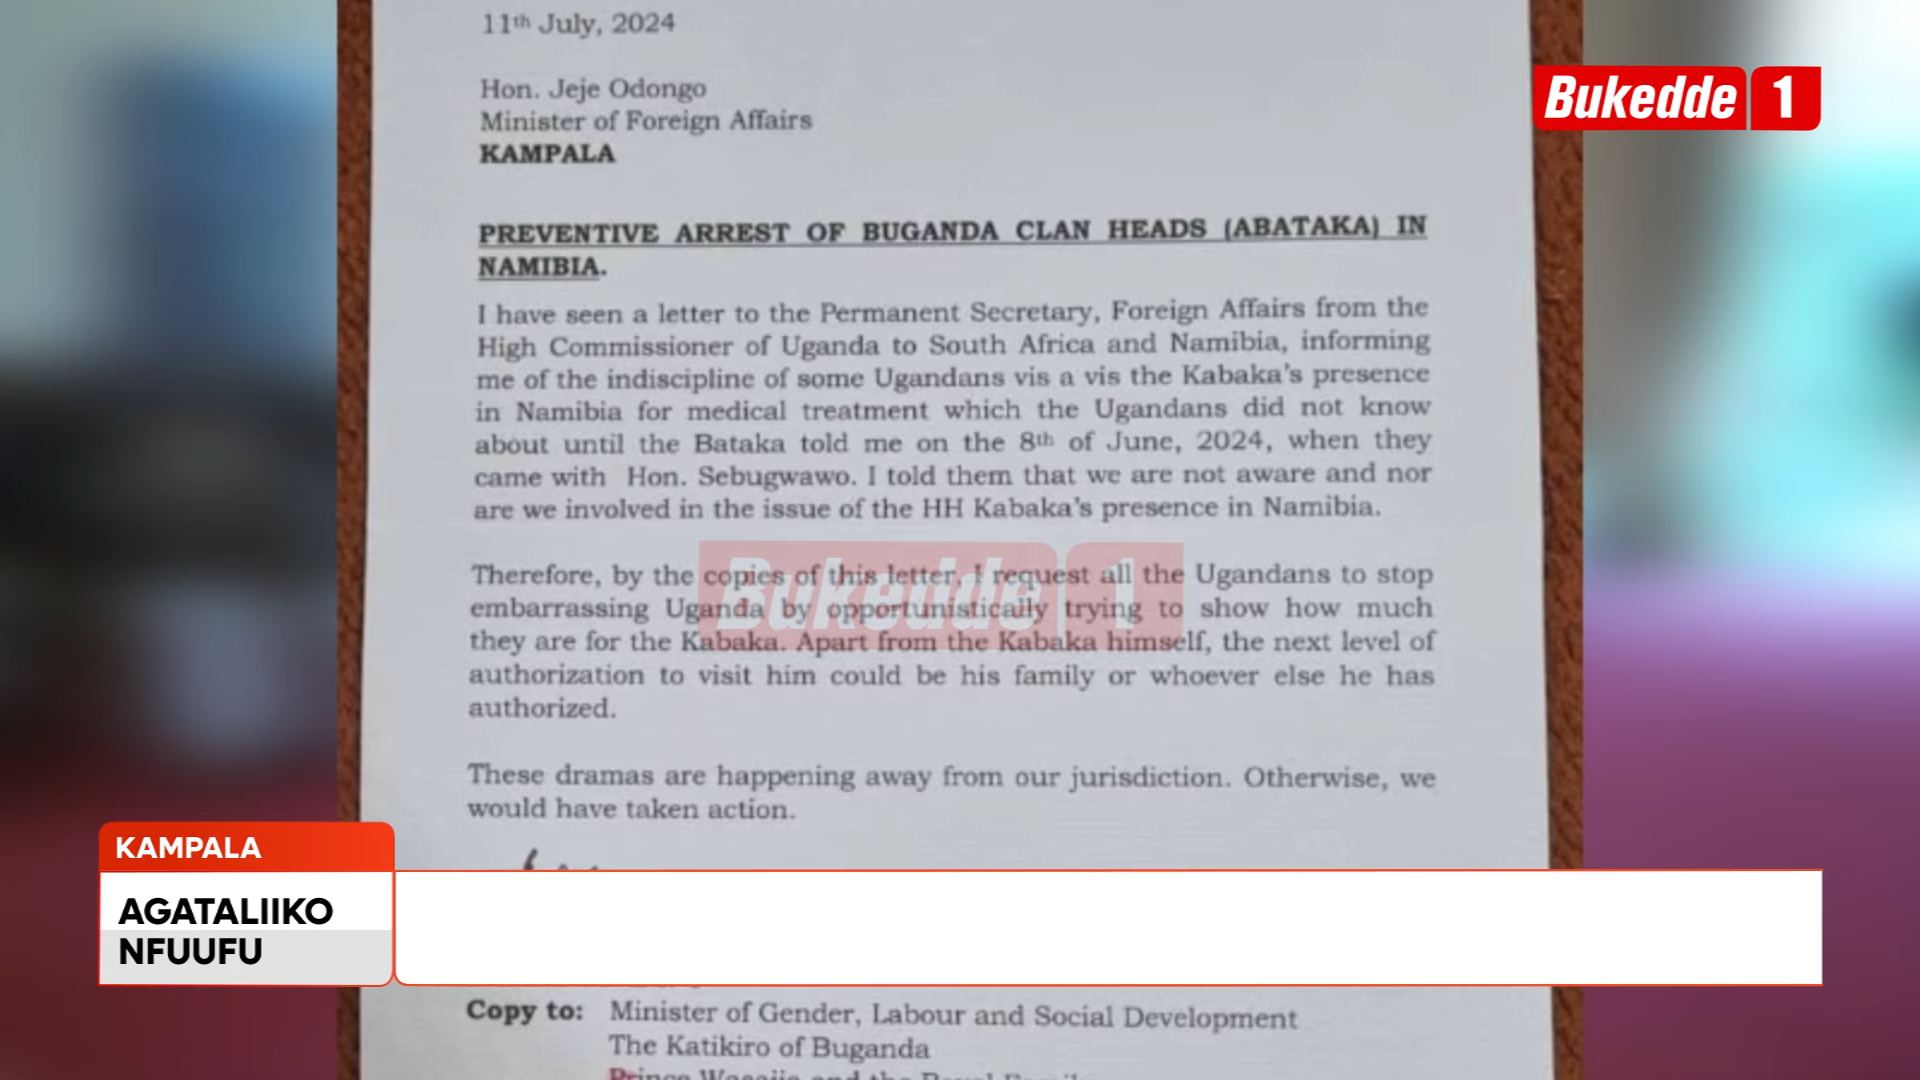 11th July, 2024
Hon. Jeje Odongo
Minister of Foreign Affairs
KAMPALA
PREVENTIVE ARREST OF BUGANDA CLAN HEADS (ABATAKA) IN
NAMIBIA.
I have seen a letter to the Permanent Secretary, Foreign Affairs from the
High Commissioner of Uganda to South Africa and Namibia, informing
me of the indiscipline of some Ugandans vis a vis the Kabaka's presence
in Namibia for medical treatment which the Ugandans did not know
about until the Bataka told me on the 8th of June, 2024, when they
came with Hon. Sebugwawo. I told them that we are not aware and nor
are we involved in the issue of the HH Kabaka's presence in Namibia.
Therefore, by the copies of this letter, I request all the Ugandans to stop
embarrassing Uganda by opportunistically trying to show how much
they are for the Kabaka. Apart from the Kabaka himself, the next level of
authorization to visit him could be his family or whoever else he has
authorized.
These dramas are happening away from our jurisdiction. Otherwise, we
would have taken action.
Copy to: Minister of Gender, Labour and Social Development
The Katikiro of Buganda
Bukedde 1
Bukedde 1
KAMPALA
AGATALIIKO
NFUUFU